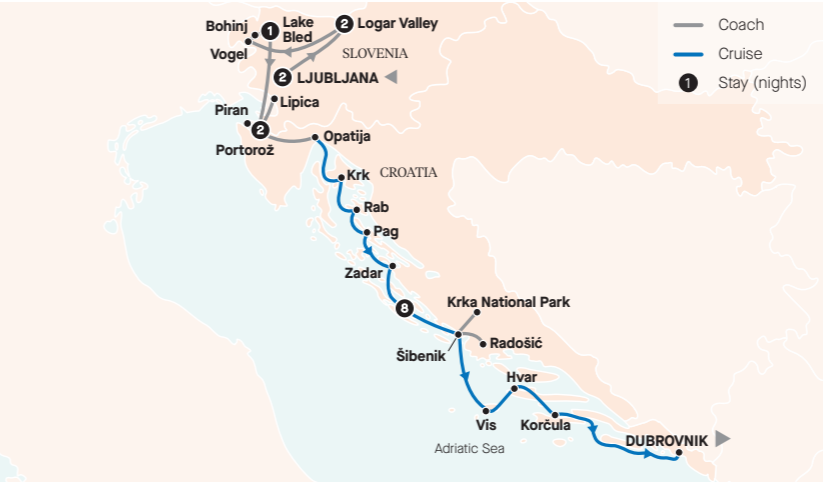 Bohinj
Vogel
1
Lake
Bled
2
Logar Valley
SLOVENIA
2
LJUBLJANA
Lipica
Piran
2
Portorož
Opatija
Krk
CROATIA
Rab
Pag
Zadar
8
Krka National Park
Radošić
Šibenik
Hvar
Vis
Korčula
Adriatic Sea
DUBROVNIK
Coach
Cruise
1
Stay (nights)